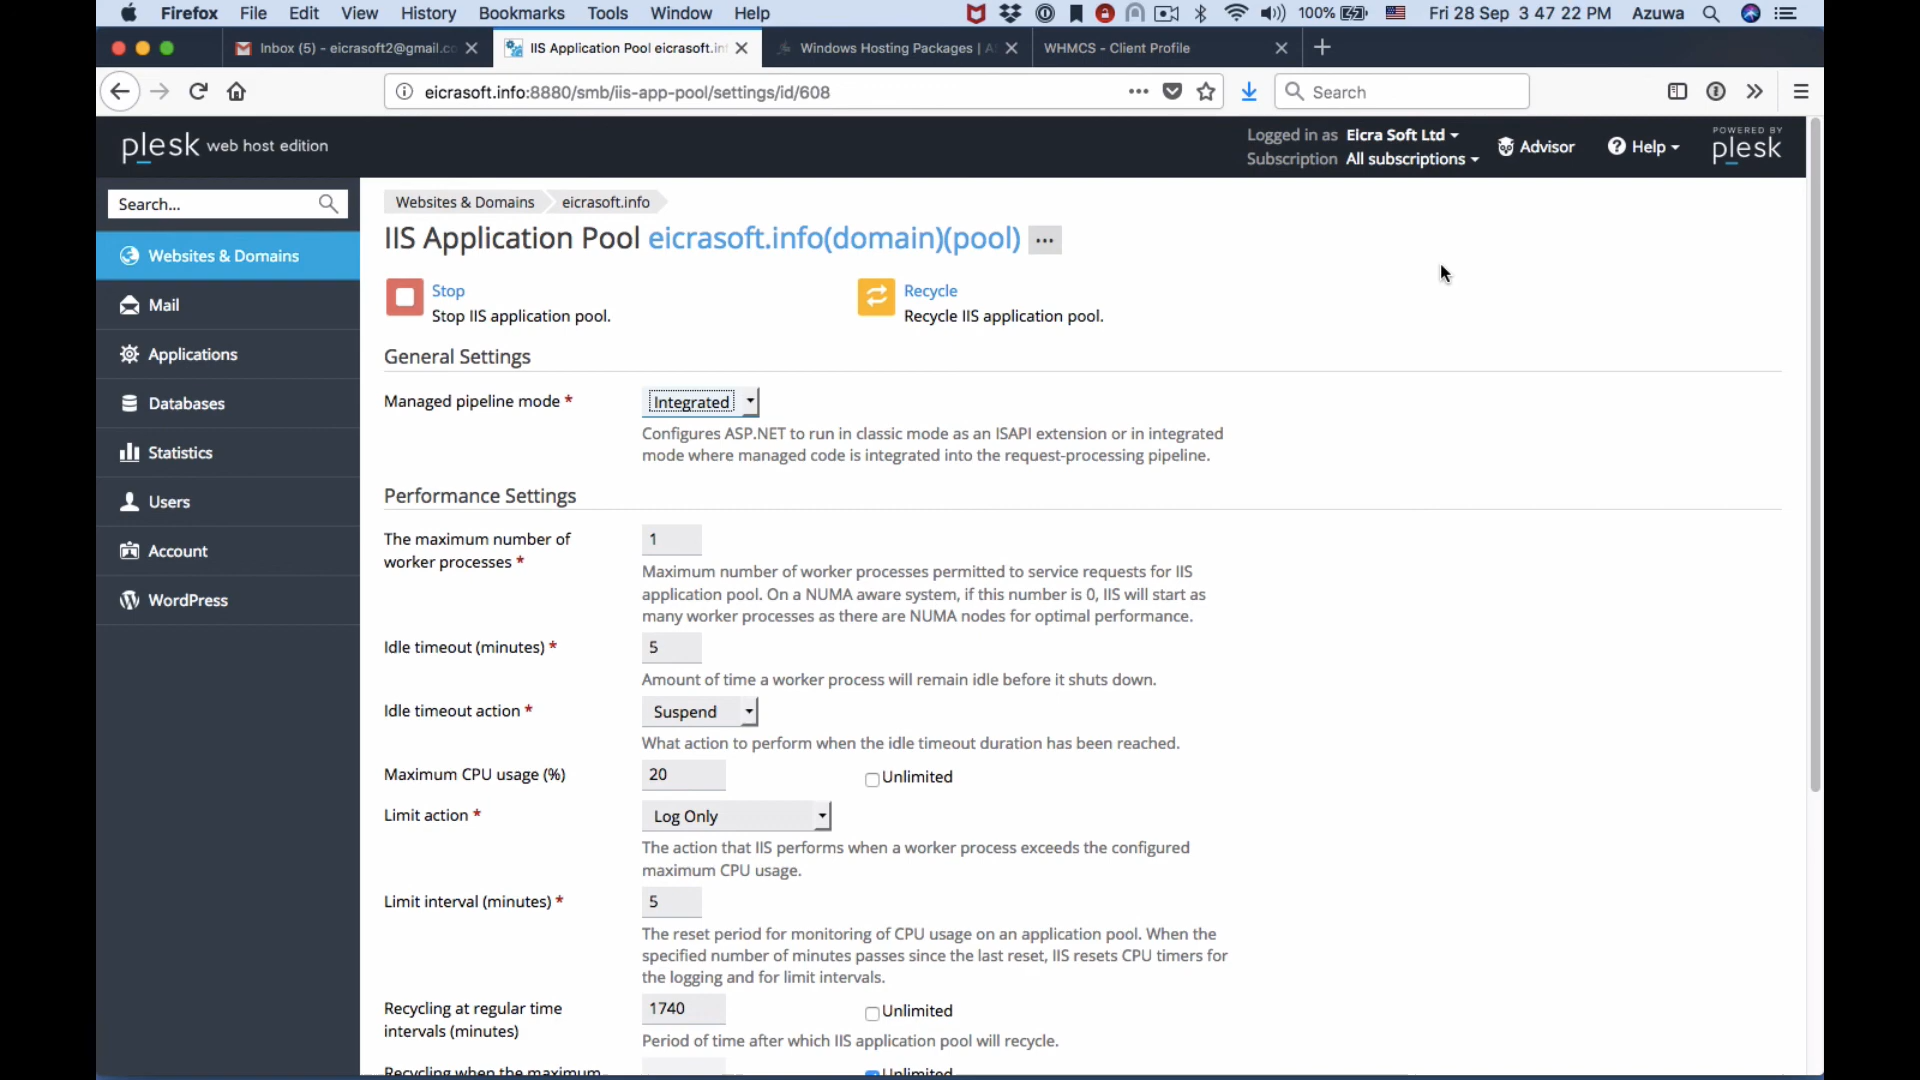 Firefox File Edit View History Bookmarks Tools Window Help 100% Fri 28 Sep 3 47 22 PM Azuwa
Inbox (5) - eicrasoft2@gmail.co
IIS Application Pool eicrasoft.inf
Windows Hosting Packages | A
WHMCS - Client Profile
eicrasoft.info:8880/smb/iis-app-pool/settings/id/608
Search
plesk web host edition
Logged in as Eicra Soft Ltd
Subscription All subscriptions
Advisor
Help
POWERED BY
plesk
Search...
Websites & Domains
Mail
Applications
Databases
Statistics
Users
Account
WordPress
Websites & Domains eicrasoft.info
IIS Application Pool eicrasoft.info(domain)(pool) ...
Stop
Stop IIS application pool.
Recycle
Recycle IIS application pool.
General Settings
Managed pipeline mode * Integrated
Configures ASP.NET to run in classic mode as an ISAPI extension or in integrated
mode where managed code is integrated into the request-processing pipeline.
Performance Settings
The maximum number of
worker processes *
1
Maximum number of worker processes permitted to service requests for IIS
application pool. On a NUMA aware system, if this number is 0, IIS will start as
many worker processes as there are NUMA nodes for optimal performance.
Idle timeout (minutes) * 5
Amount of time a worker process will remain idle before it shuts down.
Idle timeout action * Suspend
What action to perform when the idle timeout duration has been reached.
Maximum CPU usage (%) 20 Unlimited
Limit action * Log Only
The action that IIS performs when a worker process exceeds the configured
maximum CPU usage.
Limit interval (minutes) * 5
The reset period for monitoring of CPU usage on an application pool. When the
specified number of minutes passes since the last reset, IIS resets CPU timers for
the logging and for limit intervals.
Recycling at regular time
intervals (minutes)
1740 Unlimited
Period of time after which IIS application pool will recycle.
Recycling when the maximum Unlimited